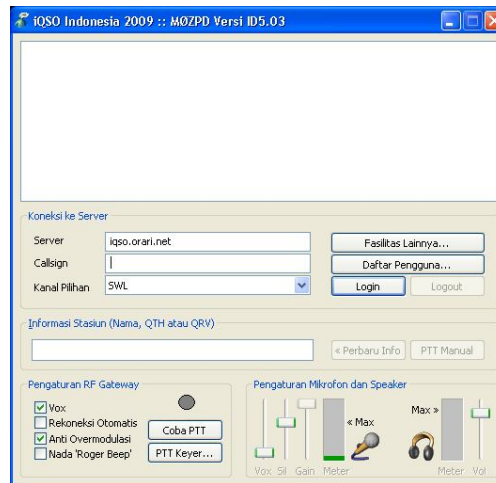 iQSO Indonesia 2009 :: MØZPD Versi ID5.03
Koneksi ke Server
Server iqso.orari.net Fasilitas Lainnya...
Callsign Daftar Pengguna...
Kanal Pilihan SWL Login Logout
Informasi Stasiun (Nama, QTH atau QRV)
« Perbaru Info PTT Manual
Pengaturan RF Gateway Pengaturan Mikrofon dan Speaker
Vox
Rekoneksi Otomatis Coba PTT « Max Max »
Anti Overmodulasi
Nada 'Roger Beep' PTT Keyer...
Vox Sil Gain Meter Meter Vol